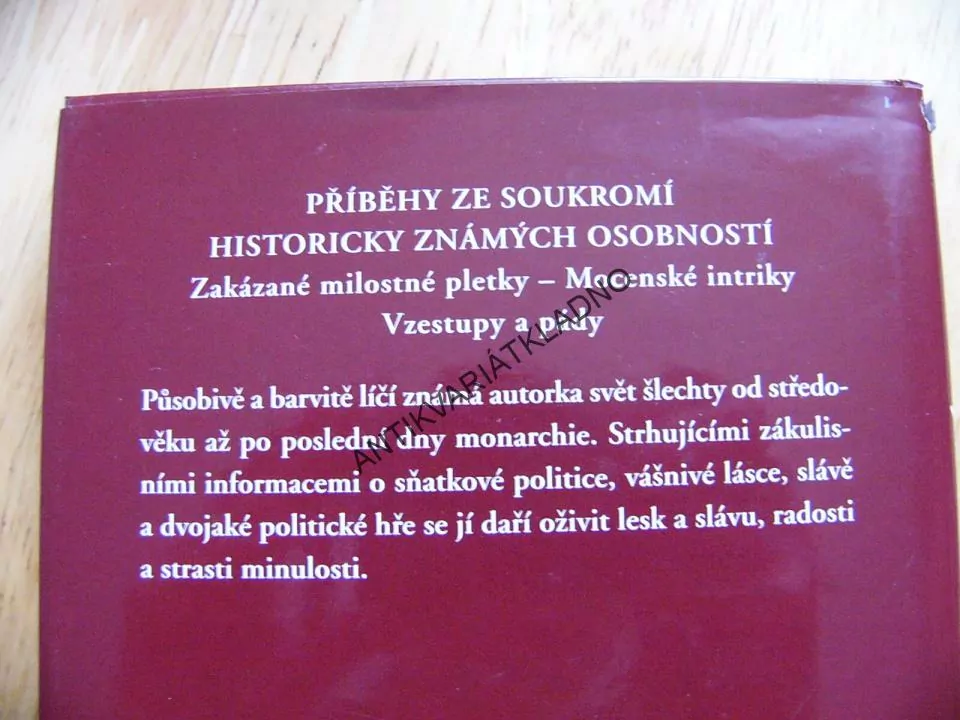 PŘÍBĚHY ZE SOUKROMÍ
HISTORICKY ZNÁMÝCH OSOBNOSTÍ
Zakázané milostné pletky – Mocenské intriky
Vzestupy a pády
Působivě a barvitě líčí známá autorka svět šlechty od středo-
věku až po poslední dny monarchie. Strhujícími zákulis-
ními informacemi o sňatkové politice, vášnivé lásce, slávě
a dvojaké politické hře se jí daří oživit lesk a slávu, radosti
a strasti minulosti.
ANTIKVARIÁTKLADNO